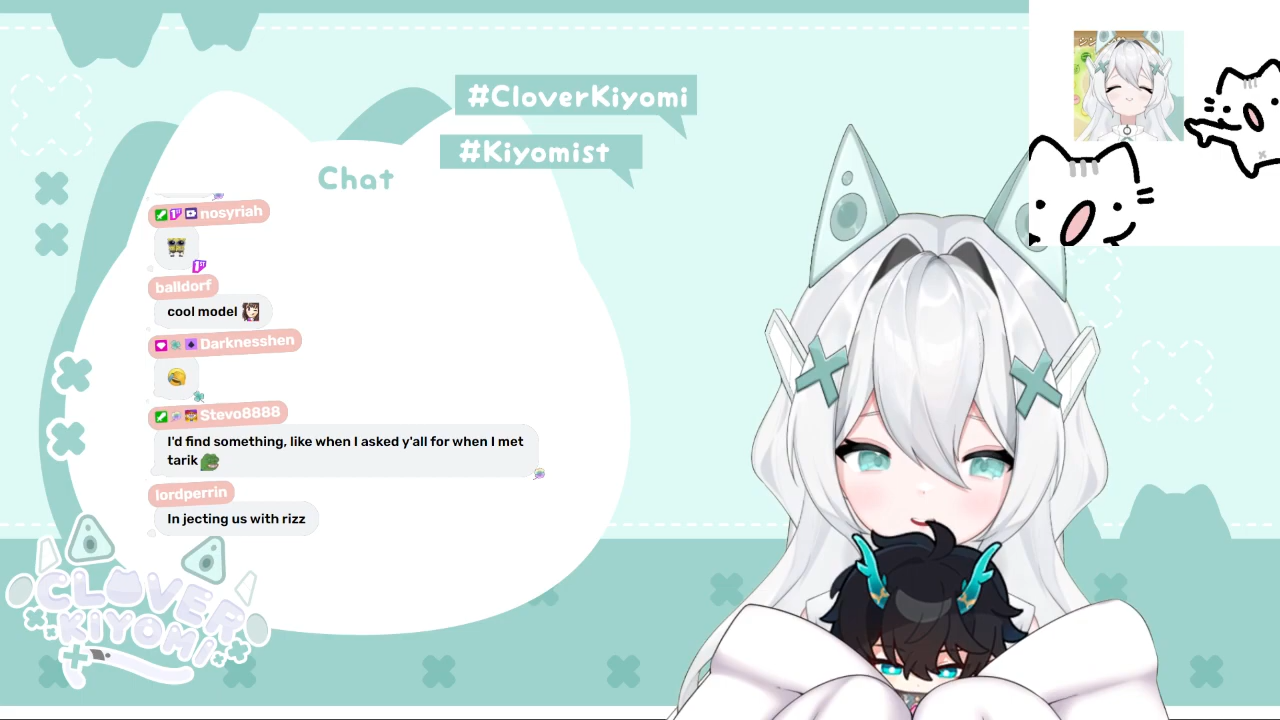 #CloverKiyomi
#Kiyomist
Chat
nosyriah
balldorf
cool model
Darknesshen
Stevo8888
I'd find something, like when I asked y'all for when I met
tarik
lordperrin
In jecting us with rizz
CLOVER
KIYOMI